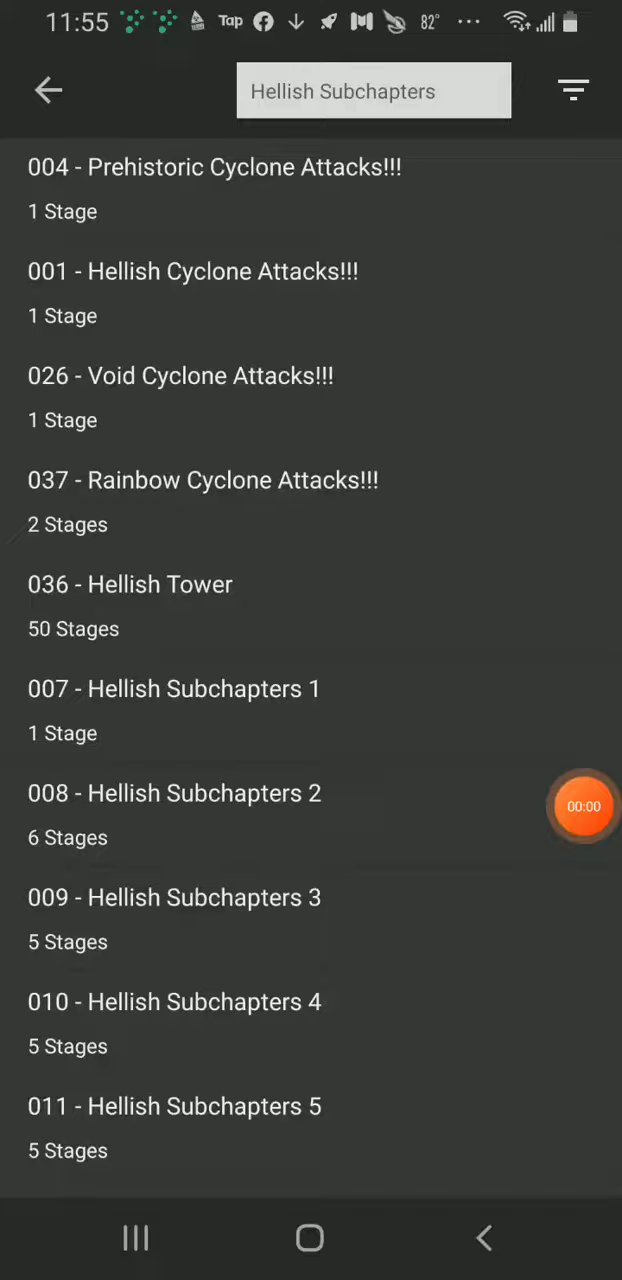 11:55 Tap 82°
Hellish Subchapters
004 - Prehistoric Cyclone Attacks!!!
1 Stage
001 - Hellish Cyclone Attacks!!!
1 Stage
026 - Void Cyclone Attacks!!!
1 Stage
037 - Rainbow Cyclone Attacks!!!
2 Stages
036 - Hellish Tower
50 Stages
007 - Hellish Subchapters 1
1 Stage
008 - Hellish Subchapters 2
00:00
6 Stages
009 - Hellish Subchapters 3
5 Stages
010 - Hellish Subchapters 4
5 Stages
011 - Hellish Subchapters 5
5 Stages